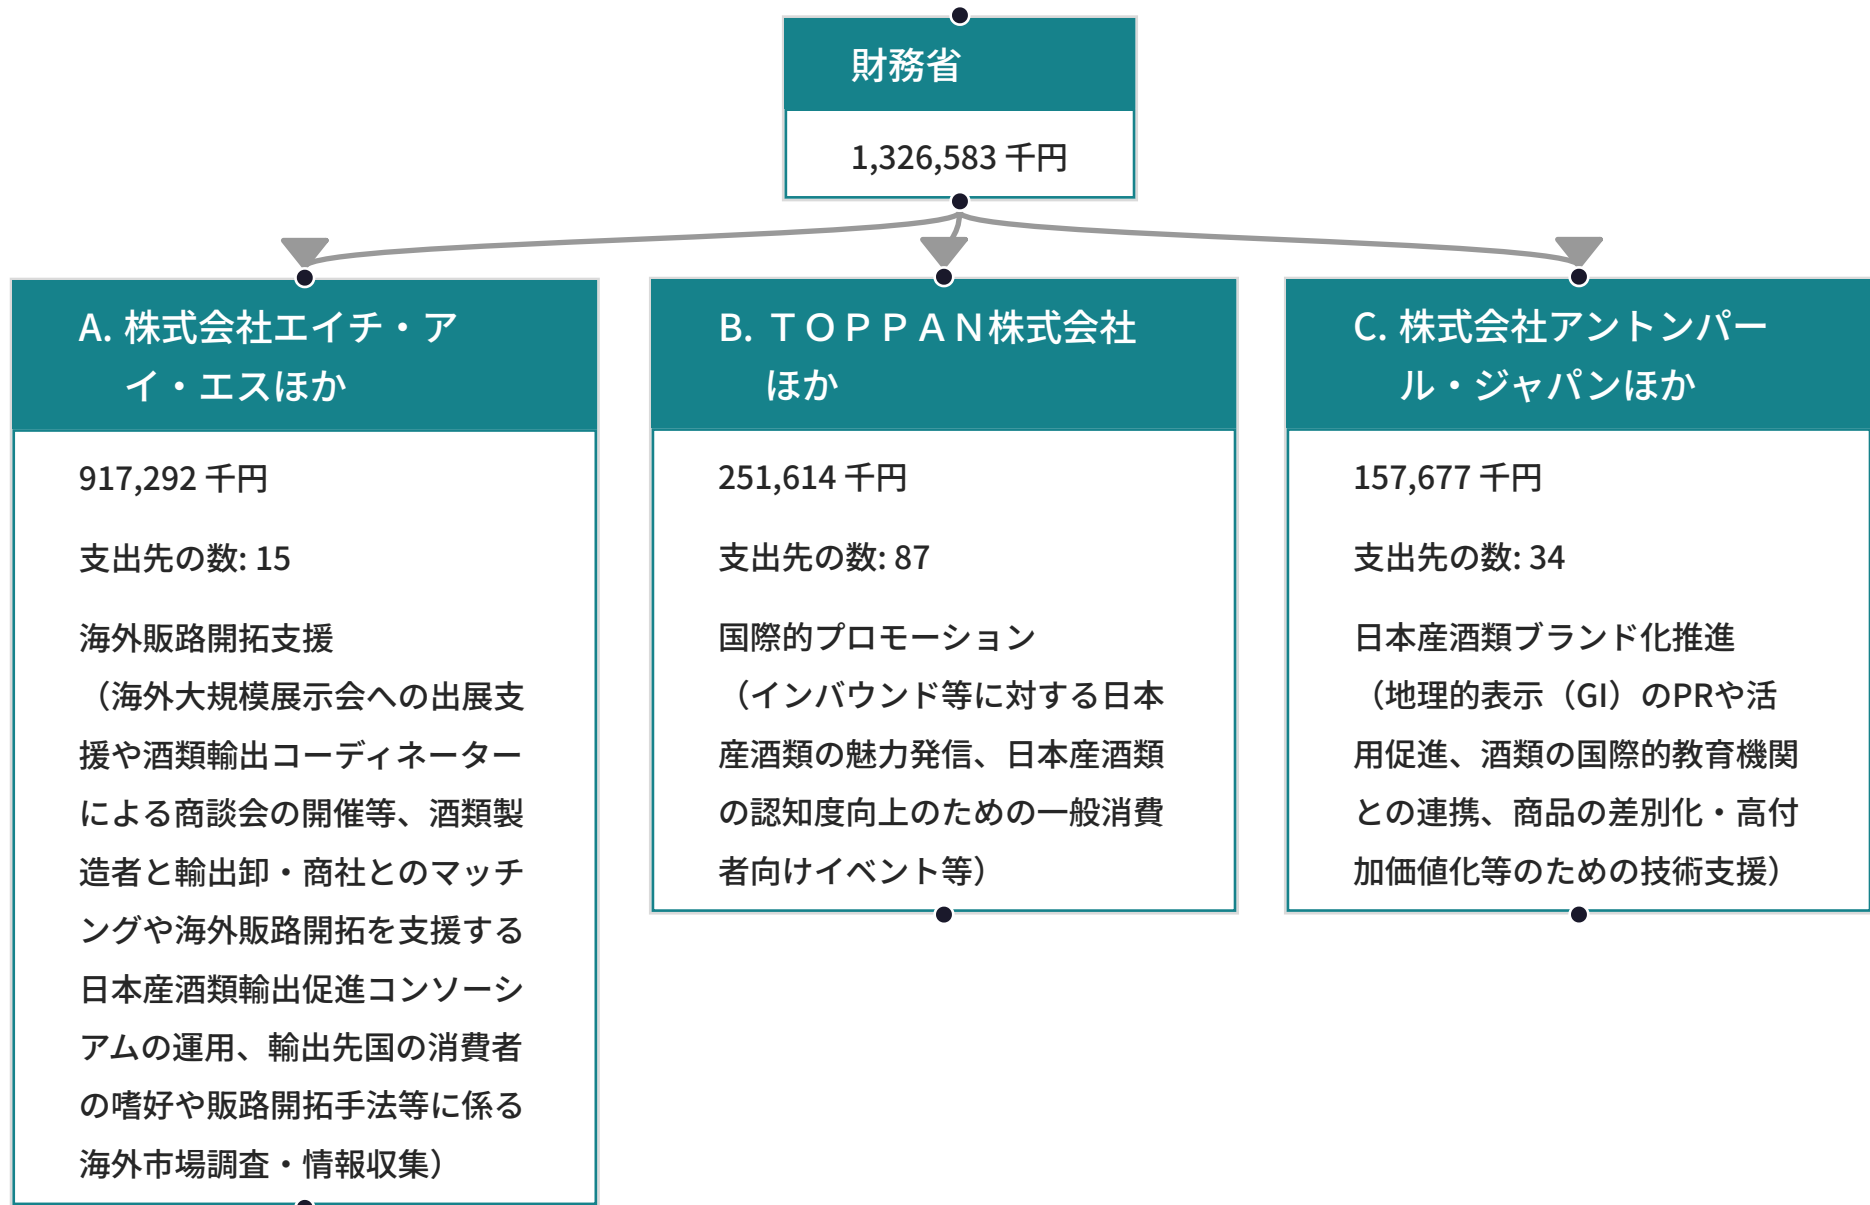 財務省
1,326,583 千円
A. 株式会社エイチ・ア
イ・エスほか
917,292 千円
支出先の数: 15
海外販路開拓支援
（海外大規模展示会への出展支
援や酒類輸出コーディネーター
による商談会の開催等、酒類製
造者と輸出卸・商社とのマッチ
ングや海外販路開拓を支援する
日本産酒類輸出促進コンソーシ
アムの運用、輸出先国の消費者
の嗜好や販路開拓手法等に係る
海外市場調査・情報収集）
B. ＴＯＰＰＡＮ株式会社
ほか
251,614 千円
支出先の数: 87
国際的プロモーション
（インバウンド等に対する日本
産酒類の魅力発信、日本産酒類
の認知度向上のための一般消費
者向けイベント等）
C. 株式会社アントンパー
ル・ジャパンほか
157,677 千円
支出先の数: 34
日本産酒類ブランド化推進
（地理的表示（GI）のPRや活
用促進、酒類の国際的教育機関
との連携、商品の差別化・高付
加価値化等のための技術支援）